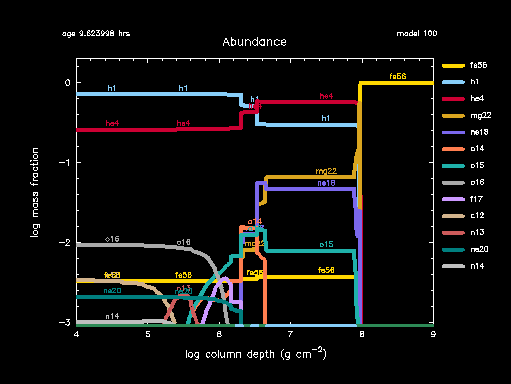 age 9.623998 hrs
model 100
Abundance
h1 h1 h1 h1
he4 he4 he4
fe56
mg22
ne18
o14
mg22
o15
o16 o16
fe56 fe56 fe56
ne20
n13
n14
0
−1
−2
−3
4 5 6 7 8 9
log mass fraction
log column depth (g cm⁻²)
fe56
h1
he4
mg22
ne18
o14
o15
o16
f17
c12
n13
ne20
n14